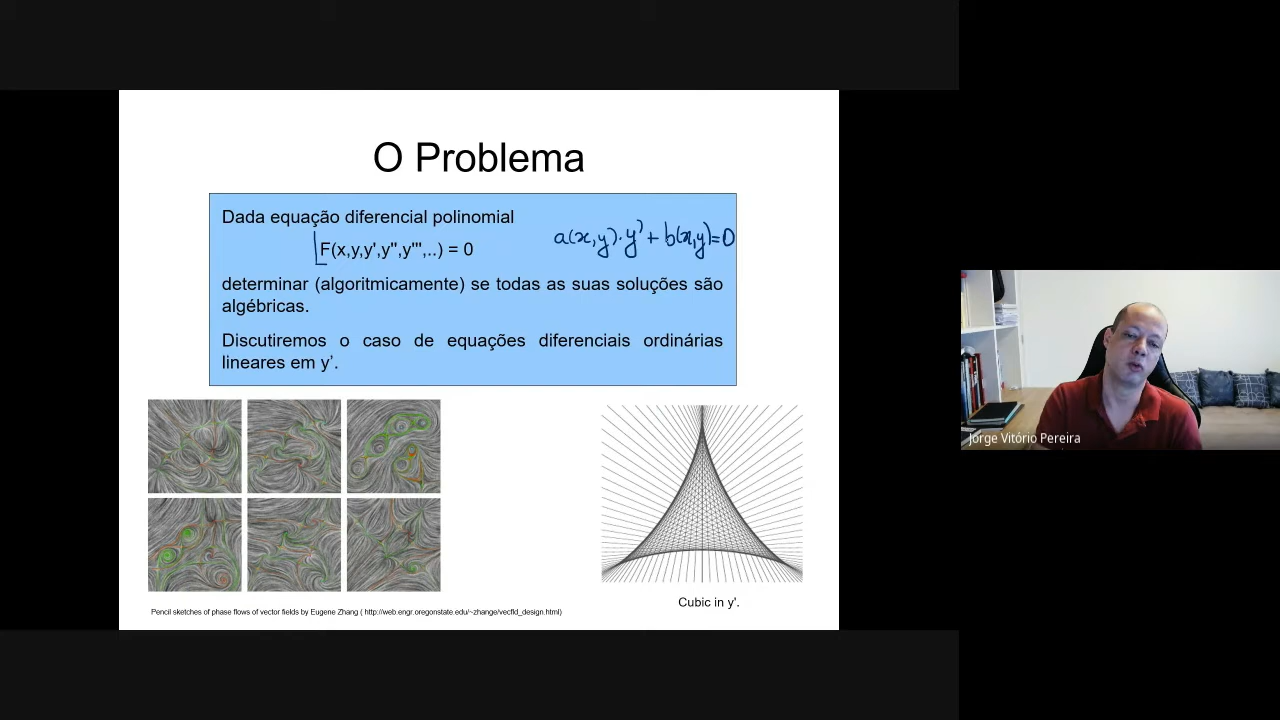 O Problema
Dada equação diferencial polinomial
F(x,y,y',y'',y''',..) = 0
a(x,y)·y' + b(x,y)=0
determinar (algoritmicamente) se todas as suas soluções são
algébricas.
Discutiremos o caso de equações diferenciais ordinárias
lineares em y’.
Cubic in y'.
Pencil sketches of phase flows of vector fields by Eugene Zhang ( http://web.engr.oregonstate.edu/~zhange/vecfld_design.html)
Jorge Vitório Pereira